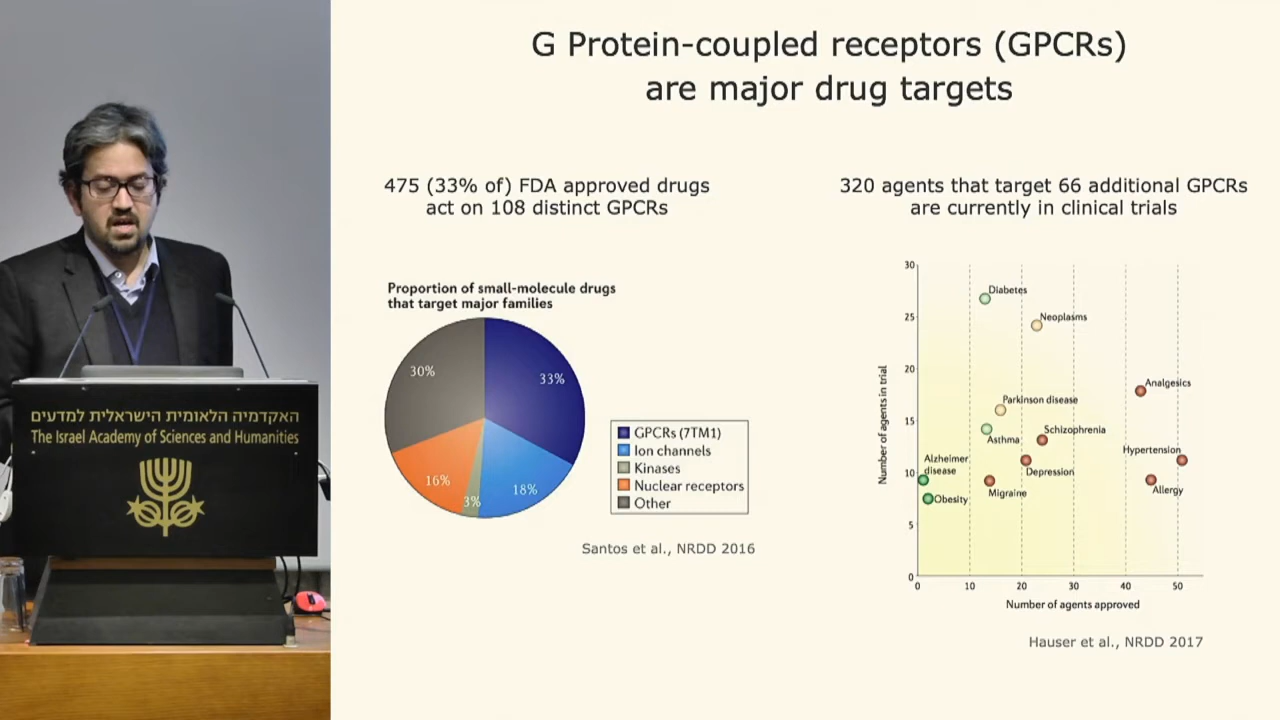 G Protein-coupled receptors (GPCRs)
are major drug targets
475 (33% of) FDA approved drugs
act on 108 distinct GPCRs
Proportion of small-molecule drugs
that target major families
30%
33%
16%
3%
18%
GPCRs (7TM1)
Ion channels
Kinases
Nuclear receptors
Other
Santos et al., NRDD 2016
320 agents that target 66 additional GPCRs
are currently in clinical trials
Number of agents in trial
30
25
20
15
10
5
0
Diabetes
Neoplasms
Analgesics
Parkinson disease
Asthma
Schizophrenia
Hypertension
Alzheimer
disease
Depression
Obesity
Migraine
Allergy
0 10 20 30 40 50
Number of agents approved
Hauser et al., NRDD 2017
האקדמיה הלאומית הישראלית למדעים
The Israel Academy of Sciences and Humanities